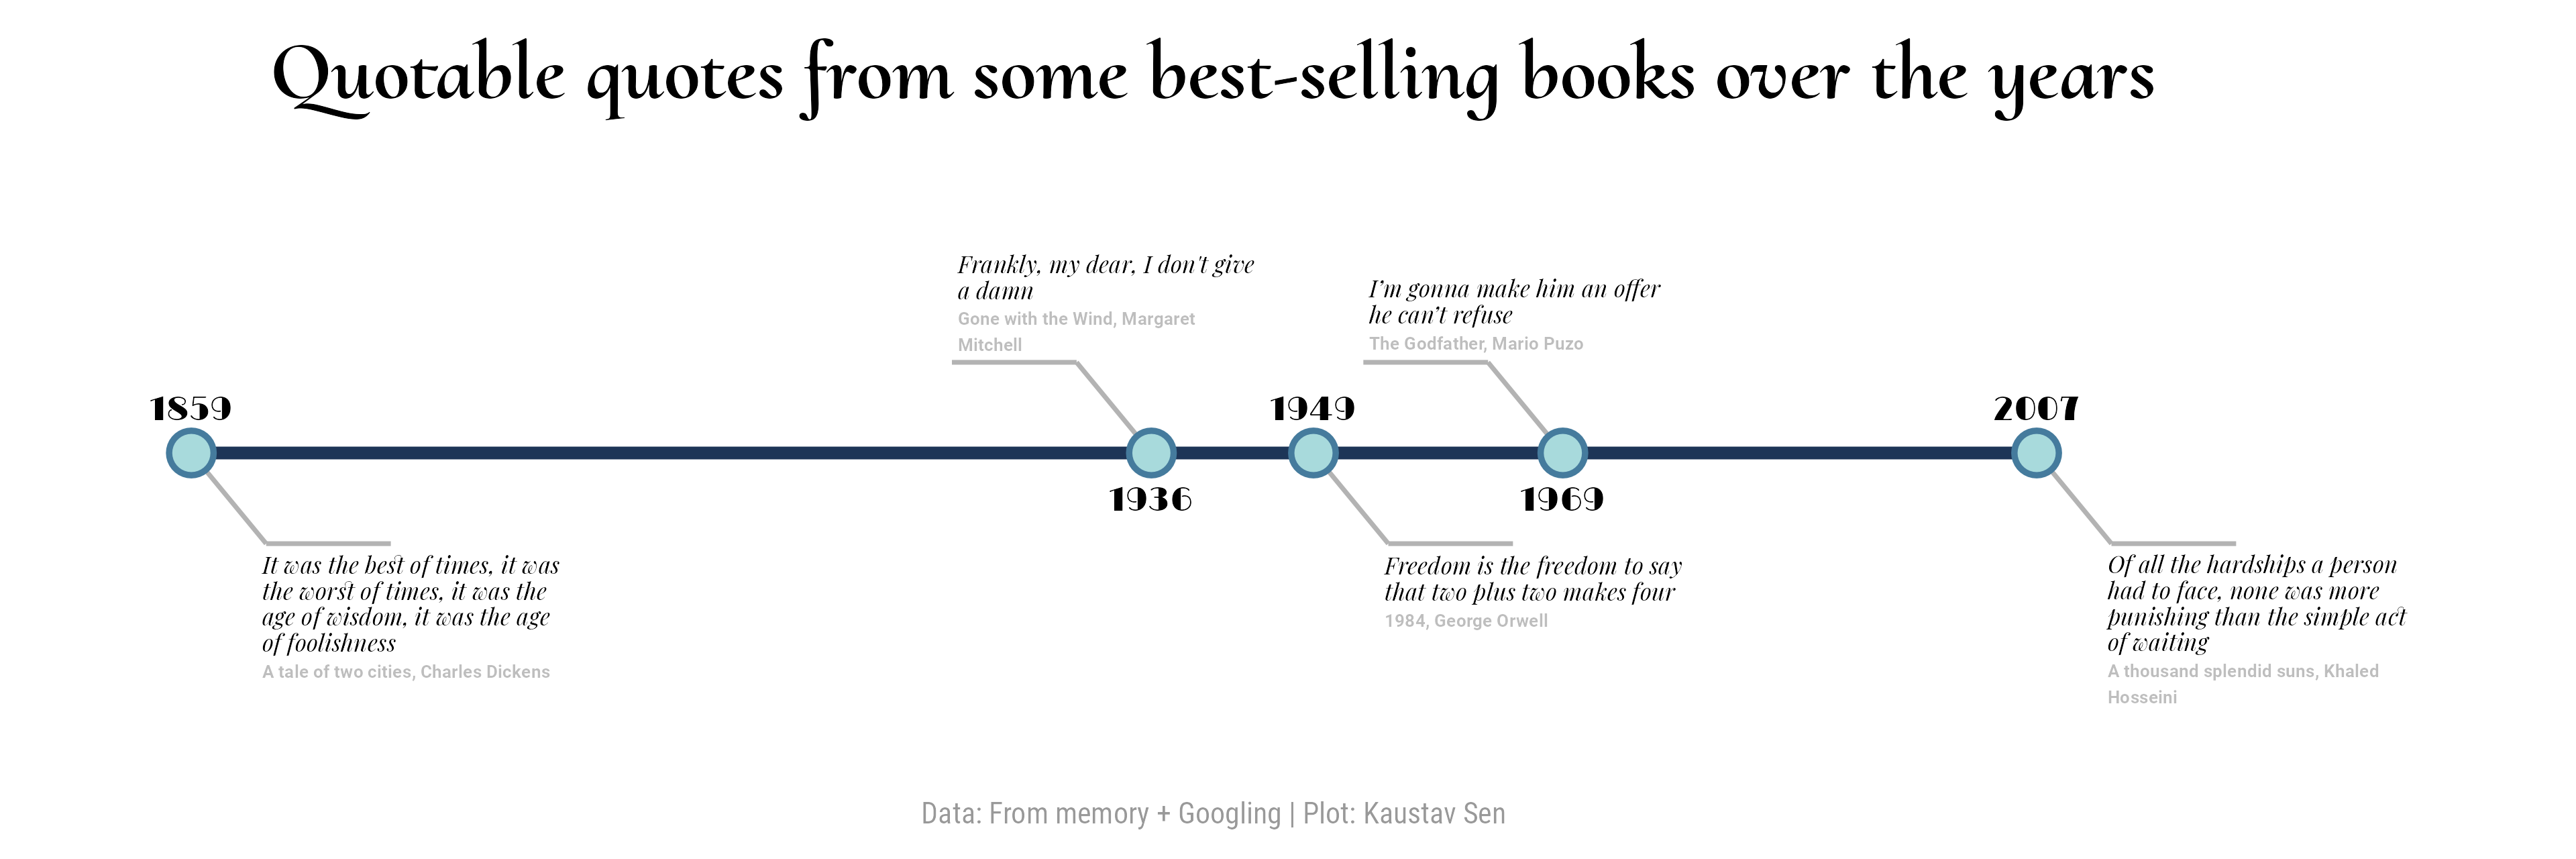 Quotable quotes from some best-selling books over the years
Frankly, my dear, I don't give
a damn
Gone with the Wind, Margaret
Mitchell
I’m gonna make him an offer
he can’t refuse
The Godfather, Mario Puzo
1859
1949
2007
1936
1969
It was the best of times, it was
the worst of times, it was the
age of wisdom, it was the age
of foolishness
A tale of two cities, Charles Dickens
Freedom is the freedom to say
that two plus two makes four
1984, George Orwell
Of all the hardships a person
had to face, none was more
punishing than the simple act
of waiting
A thousand splendid suns, Khaled
Hosseini
Data: From memory + Googling | Plot: Kaustav Sen